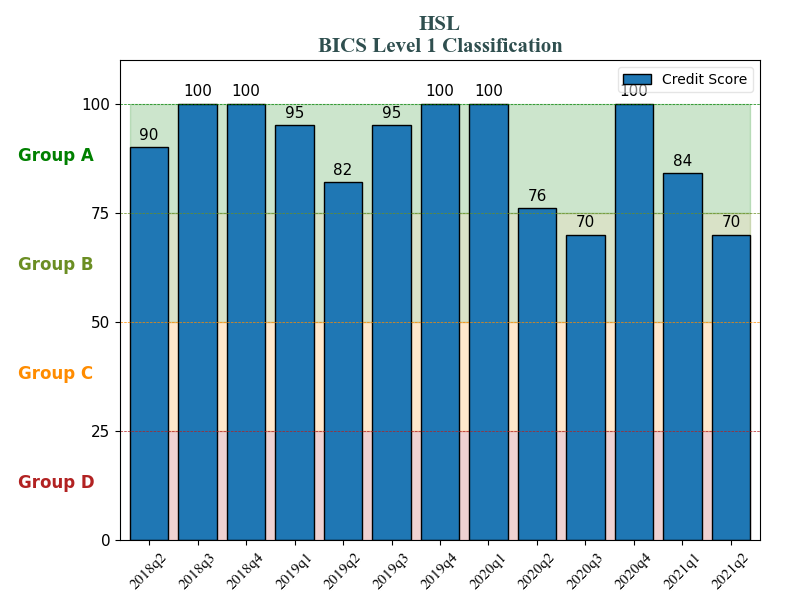 HSL
BICS Level 1 Classification
Credit Score
100
75
50
25
0
Group A
Group B
Group C
Group D
90
100
100
95
82
95
100
100
76
70
100
84
70
2018q2
2018q3
2018q4
2019q1
2019q2
2019q3
2019q4
2020q1
2020q2
2020q3
2020q4
2021q1
2021q2